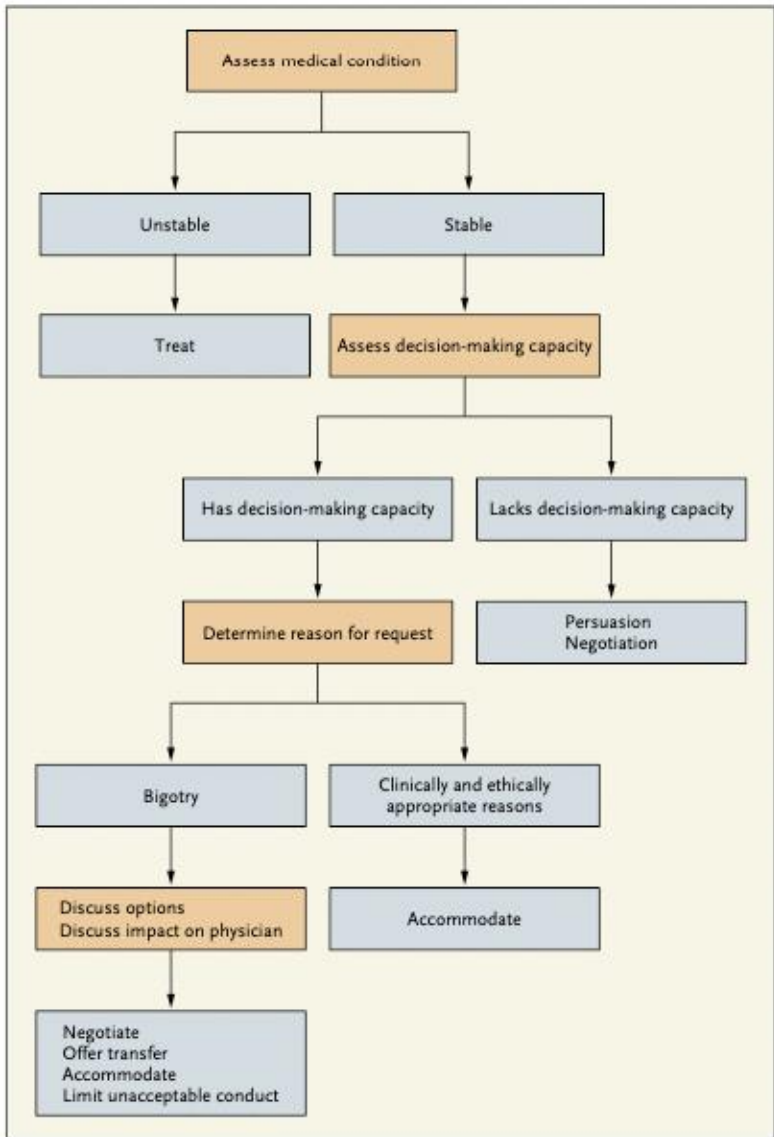 Assess medical condition
Unstable
Stable
Treat
Assess decision-making capacity
Has decision-making capacity
Lacks decision-making capacity
Determine reason for request
Persuasion
Negotiation
Bigotry
Clinically and ethically
appropriate reasons
Discuss options
Discuss impact on physician
Accommodate
Negotiate
Offer transfer
Accommodate
Limit unacceptable conduct